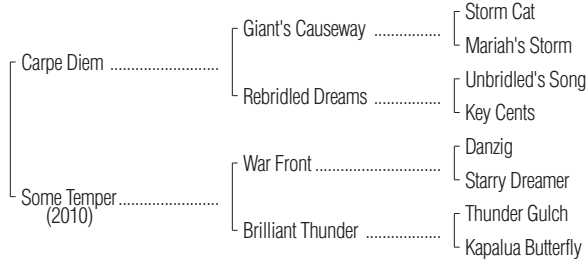 Storm Cat
Giant's Causeway ................
Mariah's Storm
Carpe Diem ..........................
Unbridled's Song
Rebridled Dreams ................
Key Cents
Danzig
War Front ..............................
Starry Dreamer
Some Temper ........................
(2010)
Thunder Gulch
Brilliant Thunder ..................
Kapalua Butterfly